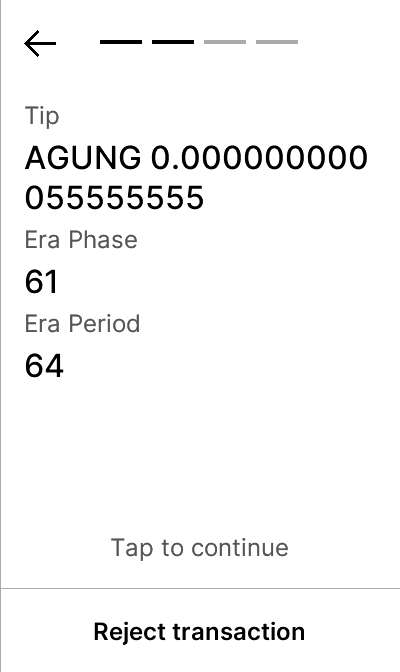 Tip
AGUNG 0.000000000
055555555
Era Phase
61
Era Period
64
Tap to continue
Reject transaction